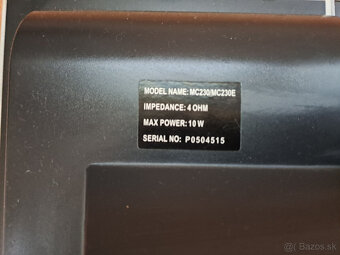 MODEL NAME: MC230/MC230E
IMPEDANCE: 4 OHM
MAX POWER: 10 W
SERIAL NO: P0504515
bazos.sk